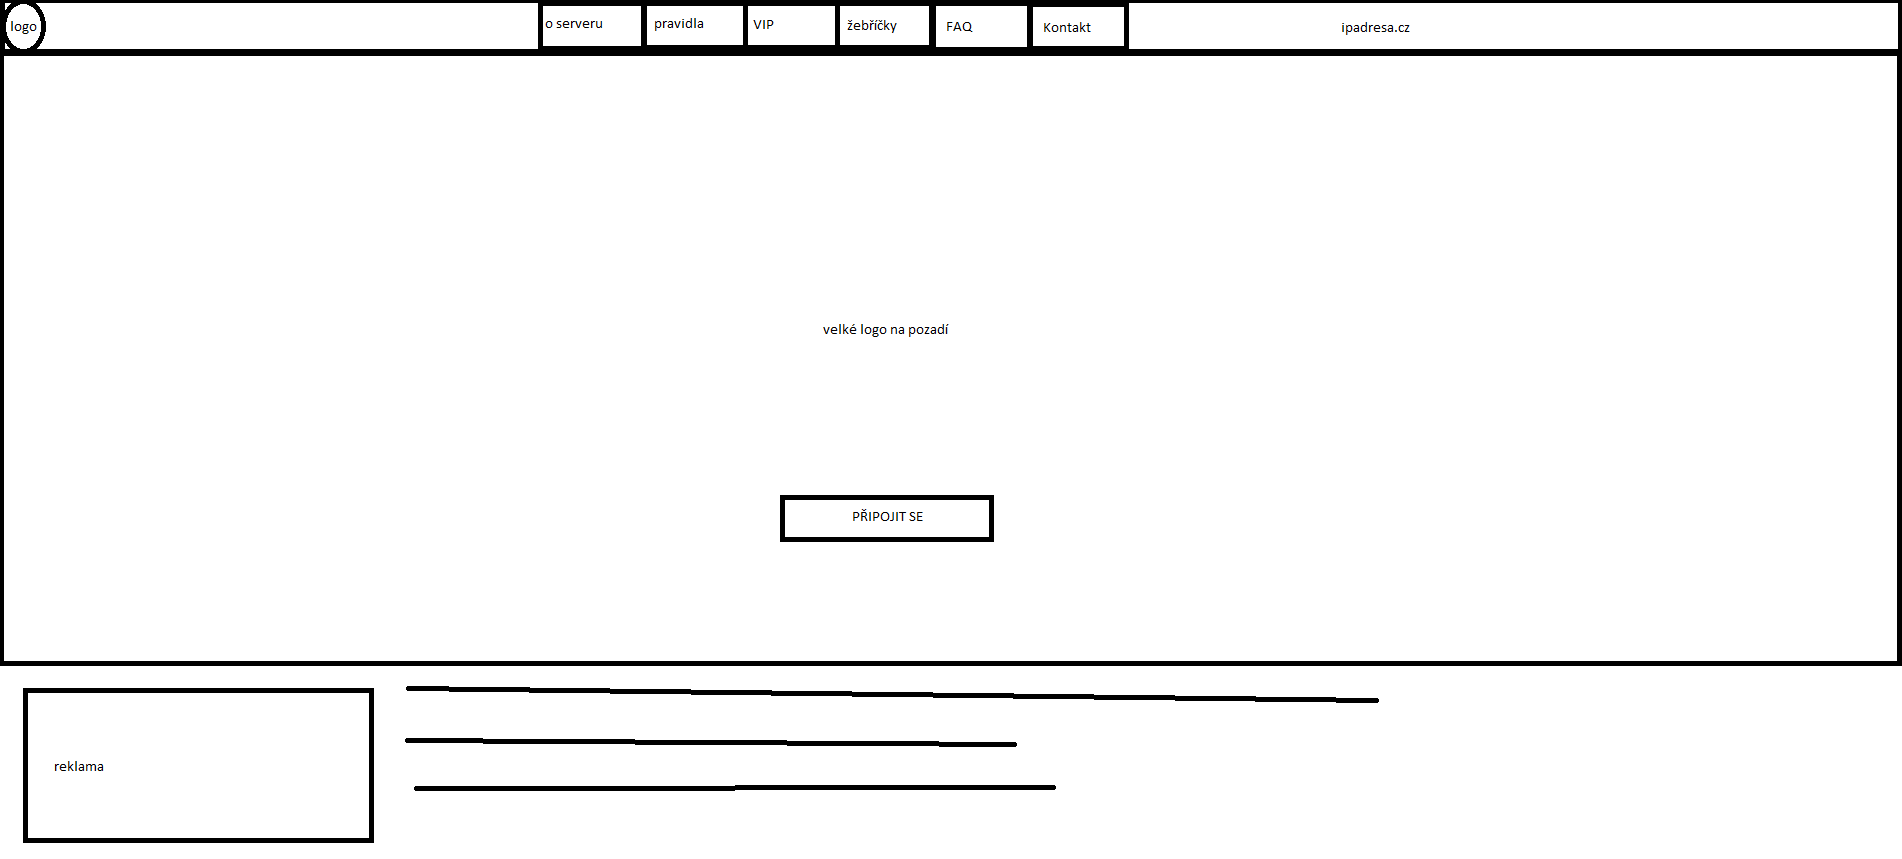 logo
o serveru
pravidla
VIP
žebříčky
FAQ
Kontakt
ipadresa.cz
velké logo na pozadí
PŘIPOJIT SE
reklama